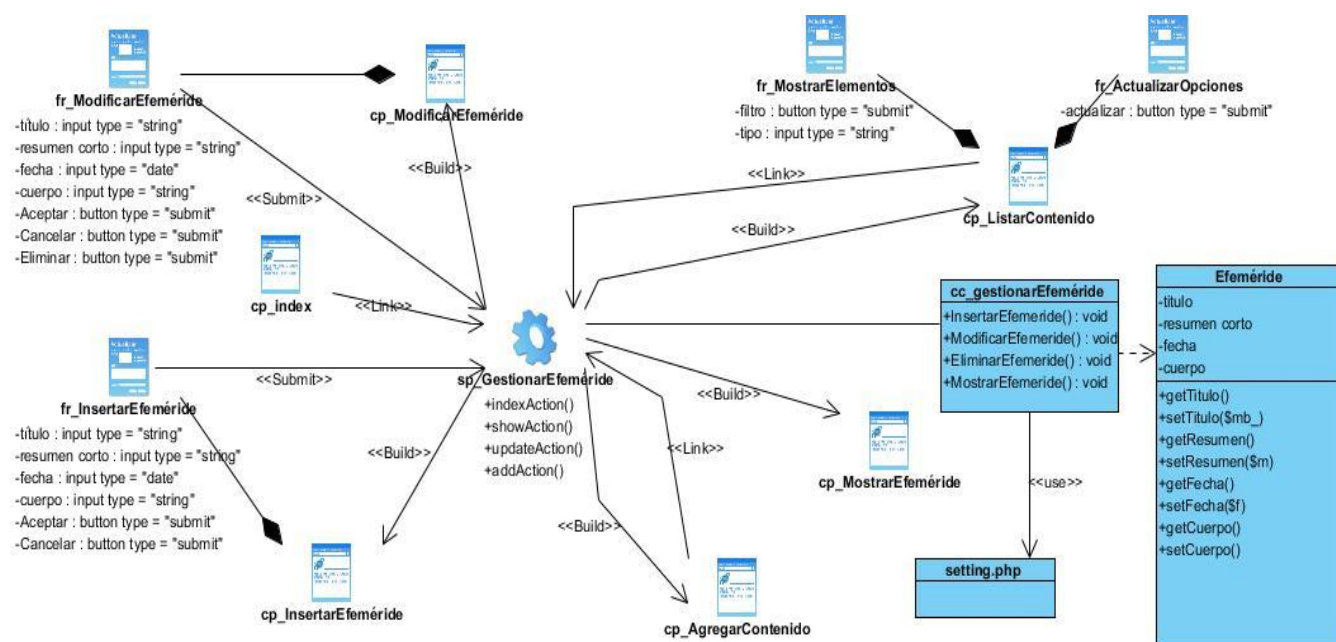 fr_ModificarEfeméride
-título : input type = "string"
-resumen corto : input type = "string"
-fecha : input type = "date"
-cuerpo : input type = "string"
-Aceptar : button type = "submit"
-Cancelar : button type = "submit"
-Eliminar : button type = "submit"
cp_ModificarEfeméride
<<Build>>
<<Submit>>
cp_index
<<Link>>
fr_MostrarElementos
-filtro : button type = "submit"
-tipo : input type = "string"
fr_ActualizarOpciones
-actualizar : button type = "submit"
<<Link>>
<<Build>>
cp_ListarContenido
fr_InsertarEfeméride
-título : input type = "string"
-resumen corto : input type = "string"
-fecha : input type = "date"
-cuerpo : input type = "string"
-Aceptar : button type = "submit"
-Cancelar : button type = "submit"
<<Submit>>
<<Build>>
cp_InsertarEfeméride
sp_GestionarEfeméride
+indexAction()
+showAction()
+updateAction()
+addAction()
<<Build>>
<<Link>>
<<Build>>
cp_MostrarEfeméride
cp_AgregarContenido
cc_gestionarEfeméride
+InsertarEfemeride() : void
+ModificarEfemeride() : void
+EliminarEfemeride() : void
+MostrarEfemeride() : void
<<use>>
setting.php
Efeméride
-titulo
-resumen corto
-fecha
-cuerpo
+getTitulo()
+setTitulo($mb_)
+getResumen()
+setResumen($m)
+getFecha()
+setFecha($f)
+getCuerpo()
+setCuerpo()